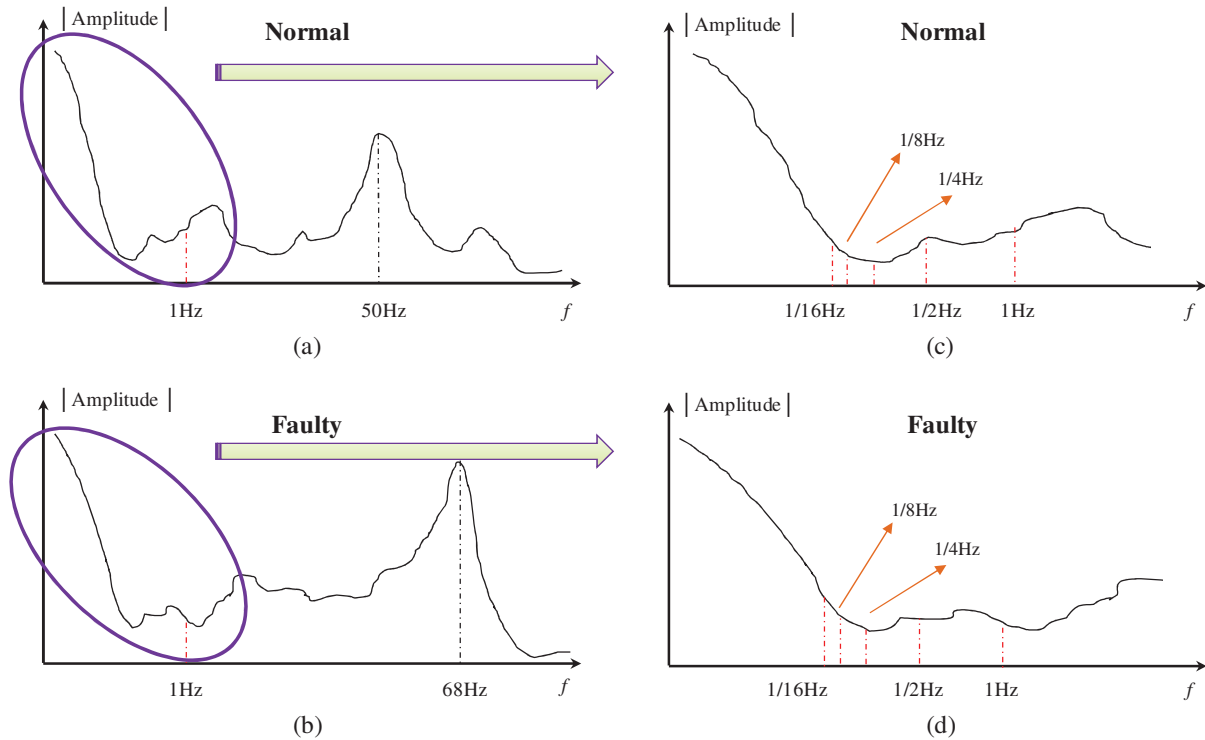 | Amplitude |
Normal
1Hz
50Hz
f
(a)
| Amplitude |
Normal
1/8Hz
1/4Hz
1/16Hz
1/2Hz
1Hz
f
(c)
| Amplitude |
Faulty
1Hz
68Hz
f
(b)
| Amplitude |
Faulty
1/8Hz
1/4Hz
1/16Hz
1/2Hz
1Hz
f
(d)